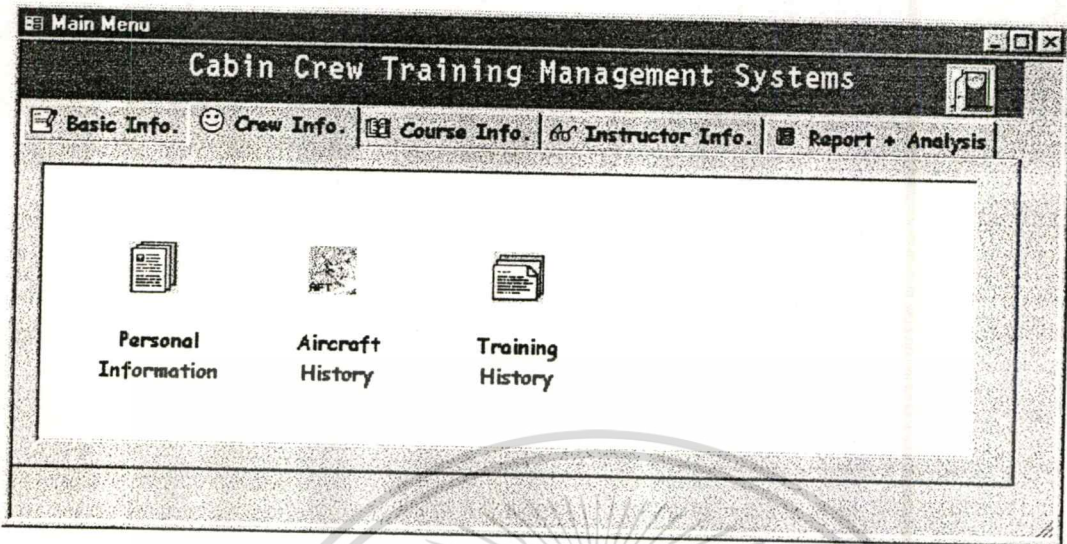 Main Menu
Cabin Crew Training Management Systems
Basic Info. Crew Info. Course Info. Instructor Info. Report + Analysis
AFT
Personal Aircraft Training
Information History History